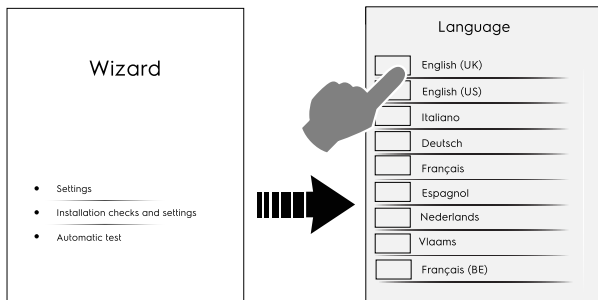 Wizard
Settings
Installation checks and settings
Automatic test
Language
English (UK)
English (US)
Italiano
Deutsch
Français
Espagnol
Nederlands
Vlaams
Français (BE)